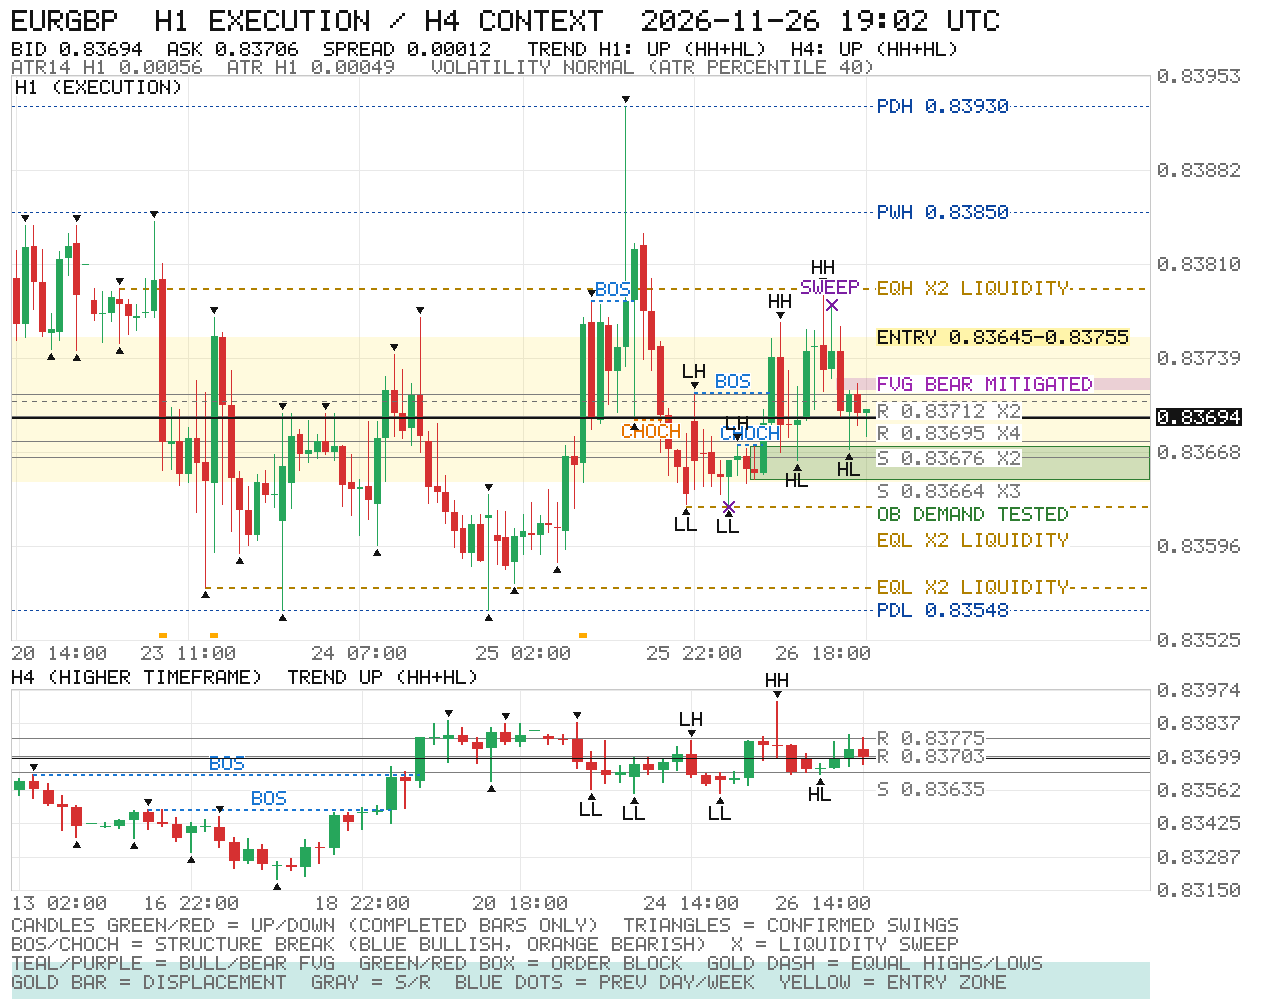 EURGBP  H1 EXECUTION / H4 CONTEXT  2026-11-26 19:02 UTC
BID 0.83694  ASK 0.83706  SPREAD 0.00012   TREND H1: UP (HH+HL)  H4: UP (HH+HL)
ATR14 H1 0.00056  ATR H1 0.00049   VOLATILITY NORMAL (ATR PERCENTILE 40)
H1 (EXECUTION)
0.83953
PDH 0.83930
0.83882
PWH 0.83850
0.83810
HH
SWEEP
BOS
EQH X2 LIQUIDITY
HH
ENTRY 0.83645-0.83755
0.83739
LH
BOS
FVG BEAR MITIGATED
R 0.83712 X2
0.83694
LH
CHOCH
CHOCH
R 0.83695 X4
0.83668
S 0.83676 X2
HL
HL
S 0.83664 X3
LL
LL
OB DEMAND TESTED
EQL X2 LIQUIDITY
0.83596
EQL X2 LIQUIDITY
PDL 0.83548
0.83525
20 14:00
23 11:00
24 07:00
25 02:00
25 22:00
26 18:00
H4 (HIGHER TIMEFRAME)  TREND UP (HH+HL)
HH
0.83974
LH
0.83837
R 0.83775
R 0.83703
0.83699
BOS
S 0.83635
0.83562
BOS
HL
LL
LL
LL
0.83425
0.83287
0.83150
13 02:00
16 22:00
18 22:00
20 18:00
24 14:00
26 14:00
CANDLES GREEN/RED = UP/DOWN (COMPLETED BARS ONLY)  TRIANGLES = CONFIRMED SWINGS
BOS/CHOCH = STRUCTURE BREAK (BLUE BULLISH, ORANGE BEARISH)  X = LIQUIDITY SWEEP
TEAL/PURPLE = BULL/BEAR FVG  GREEN/RED BOX = ORDER BLOCK  GOLD DASH = EQUAL HIGHS/LOWS
GOLD BAR = DISPLACEMENT  GRAY = S/R  BLUE DOTS = PREV DAY/WEEK  YELLOW = ENTRY ZONE